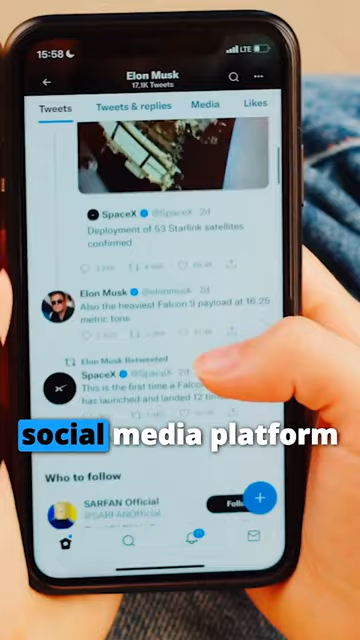 15:58
LTE
Elon Musk
17,1K Tweets
Tweets Tweets & replies Media Likes
SpaceX @SpaceX · 2d
Deployment of 53 Starlink satellites
confirmed
Elon Musk @elonmusk · 2d
Also the heaviest Falcon 9 payload at 16.25
metric tons
Elon Musk Retweeted
SpaceX @SpaceX · 2d
This is the first time a Falcon
has launched and landed 12
social media platform
Who to follow
SARFAN Official
@SARFANOfficial